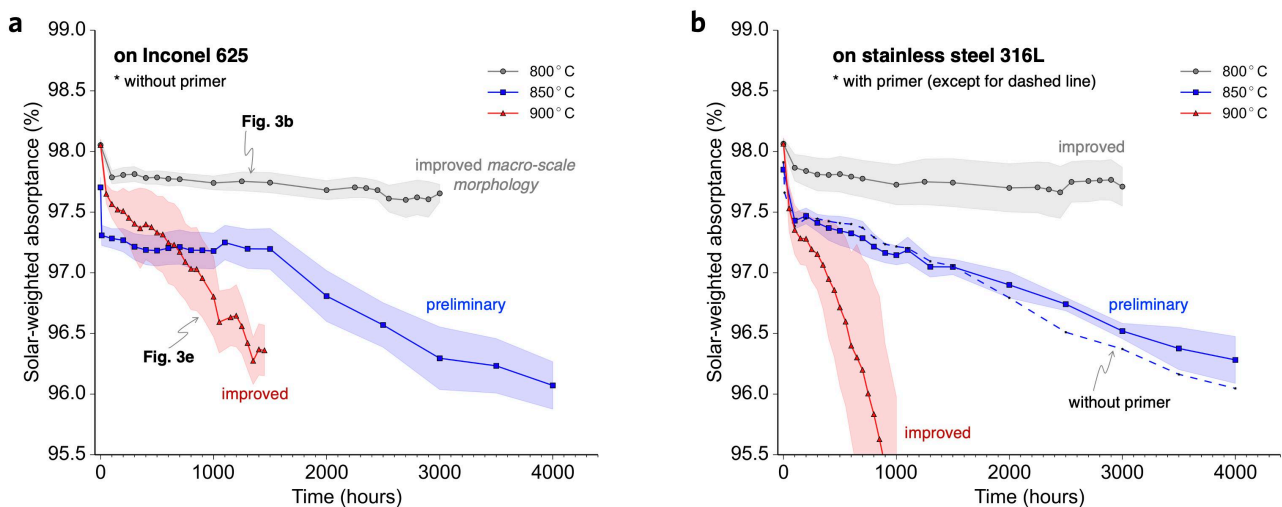 a
on Inconel 625
* without primer
800°C
850°C
900°C
Fig. 3b
improved macro-scale
morphology
preliminary
Fig. 3e
improved
Solar-weighted absorptance (%)
99.0
98.5
98.0
97.5
97.0
96.5
96.0
95.5
0
1000
2000
3000
4000
Time (hours)
b
on stainless steel 316L
* with primer (except for dashed line)
800°C
850°C
900°C
improved
preliminary
without primer
improved
Solar-weighted absorptance (%)
99.0
98.5
98.0
97.5
97.0
96.5
96.0
95.5
0
1000
2000
3000
4000
Time (hours)